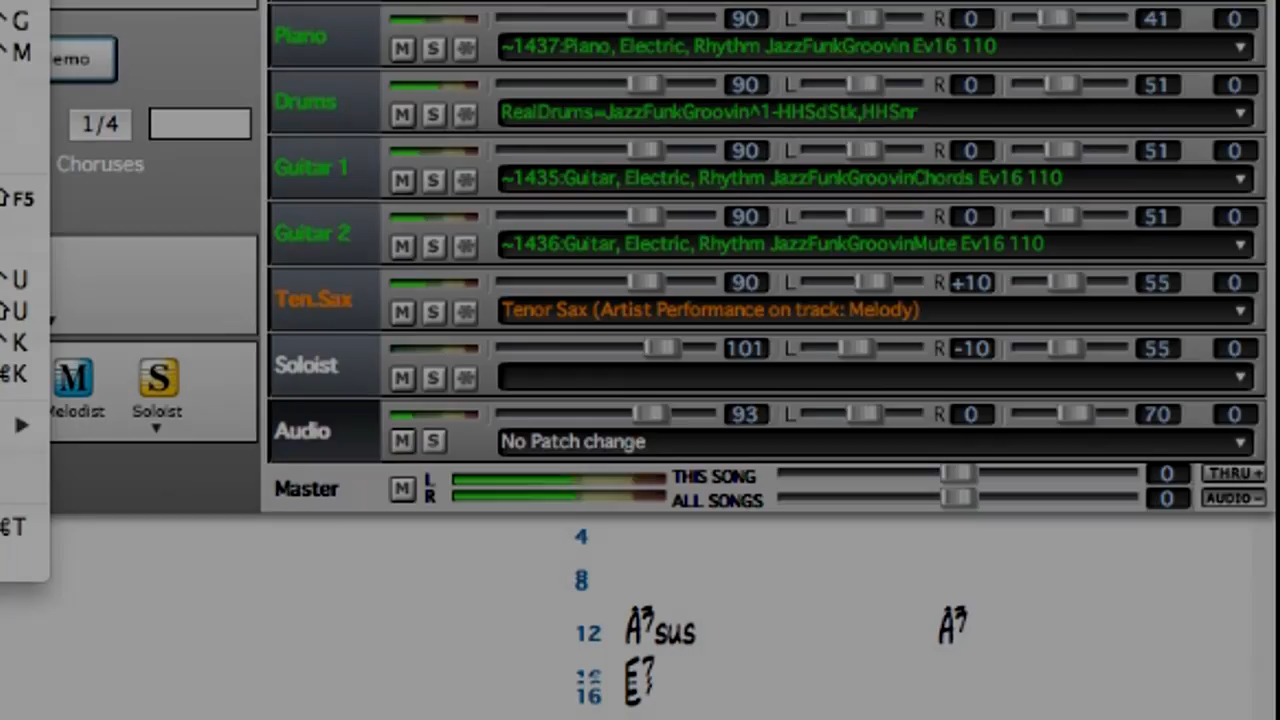 ^G
^M
emo
1/4
Choruses
⇧F5
^U
⇧U
^K
⌘K
Melodist
Soloist
⌘T
Piano 90 L R 0 41 0
M S ~1437:Piano, Electric, Rhythm JazzFunkGroovin Ev16 110
Drums 90 L R 0 51 0
M S RealDrums=JazzFunkGroovin^1-HHSdStk,HHSnr
Guitar 1 90 L R 0 51 0
M S ~1435:Guitar, Electric, Rhythm JazzFunkGroovinChords Ev16 110
Guitar 2 90 L R 0 51 0
M S ~1436:Guitar, Electric, Rhythm JazzFunkGroovinMute Ev16 110
Ten.Sax 90 L R +10 55 0
M S Tenor Sax (Artist Performance on track: Melody)
Soloist 101 L R -10 55 0
M S
Audio 93 L R 0 70 0
M S No Patch change
Master M L THIS SONG 0 THRU+
R ALL SONGS 0 AUDIO-
4
8
12 A7sus A7
16 E7